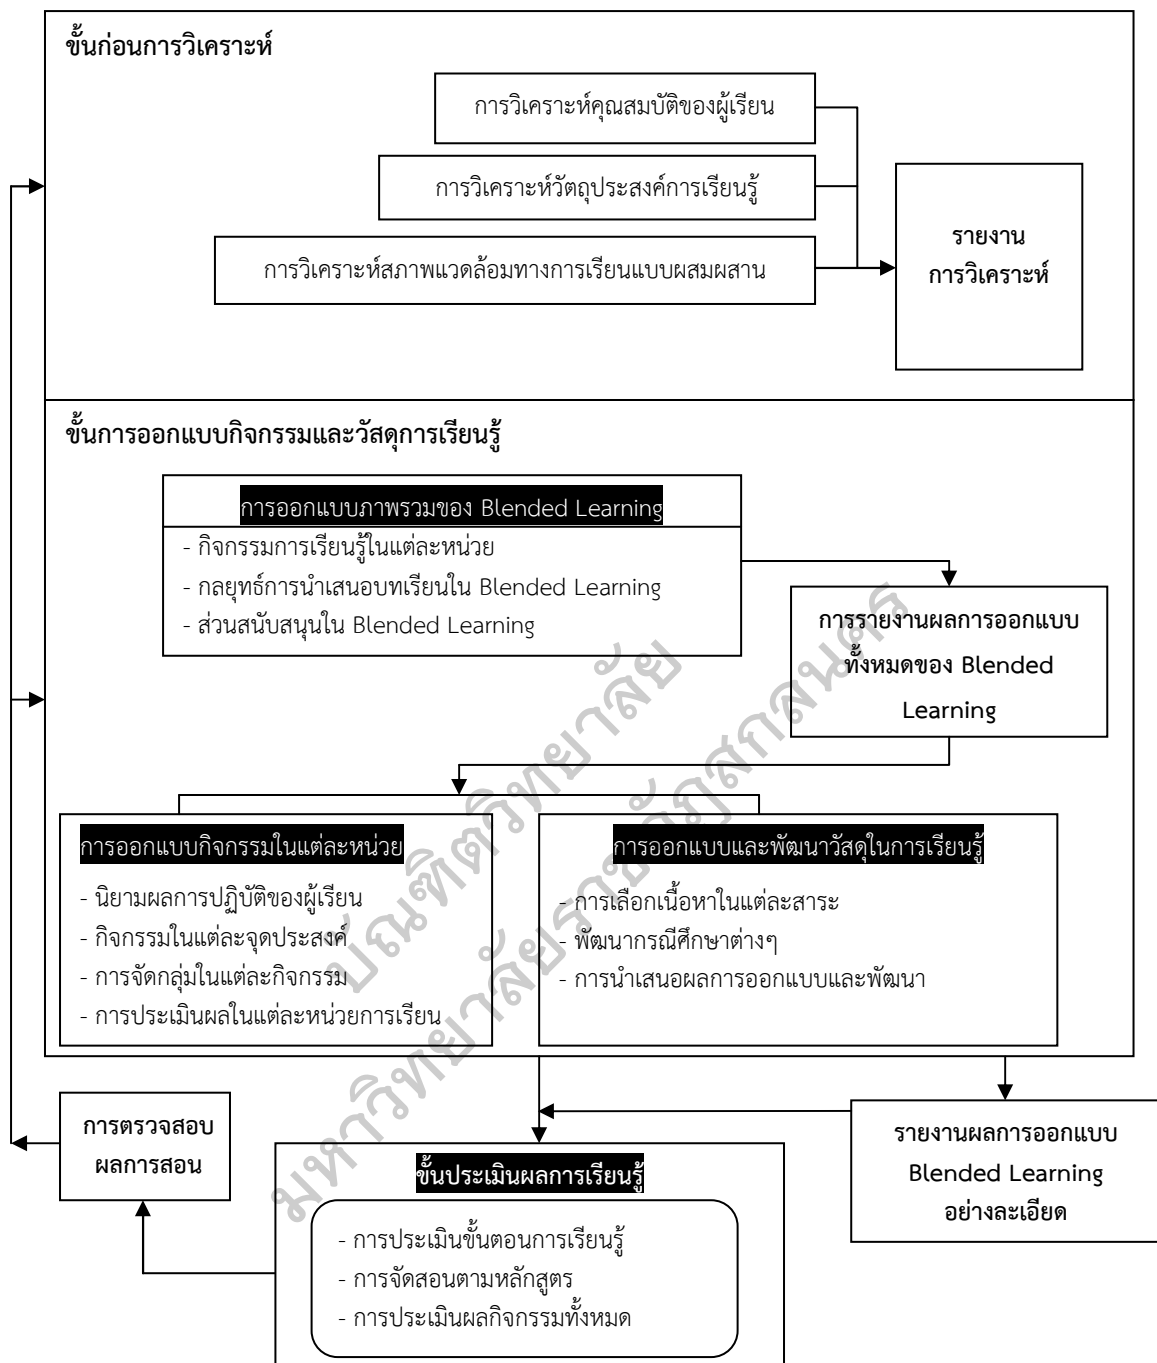 ขั้นก่อนการวิเคราะห์
การวิเคราะห์คุณสมบัติของผู้เรียน
การวิเคราะห์วัตถุประสงค์การเรียนรู้
การวิเคราะห์สภาพแวดล้อมทางการเรียนแบบผสมผสาน
รายงาน
การวิเคราะห์
ขั้นการออกแบบกิจกรรมและวัสดุการเรียนรู้
การออกแบบภาพรวมของ Blended Learning
- กิจกรรมการเรียนรู้ในแต่ละหน่วย
- กลยุทธ์การนำเสนอบทเรียนใน Blended Learning
- ส่วนสนับสนุนใน Blended Learning
การรายงานผลการออกแบบ
ทั้งหมดของ Blended
Learning
การออกแบบกิจกรรมในแต่ละหน่วย
- นิยามผลการปฏิบัติของผู้เรียน
- กิจกรรมในแต่ละจุดประสงค์
- การจัดกลุ่มในแต่ละกิจกรรม
- การประเมินผลในแต่ละหน่วยการเรียน
การออกแบบและพัฒนาวัสดุในการเรียนรู้
- การเลือกเนื้อหาในแต่ละสาระ
- พัฒนากรณีศึกษาต่างๆ
- การนำเสนอผลการออกแบบและพัฒนา
การตรวจสอบ
ผลการสอน
ขั้นประเมินผลการเรียนรู้
- การประเมินขั้นตอนการเรียนรู้
- การจัดสอนตามหลักสูตร
- การประเมินผลกิจกรรมทั้งหมด
รายงานผลการออกแบบ
Blended Learning
อย่างละเอียด
บัณฑิตวิทยาลัย
มหาวิทยาลัยราชภัฏสกลนคร